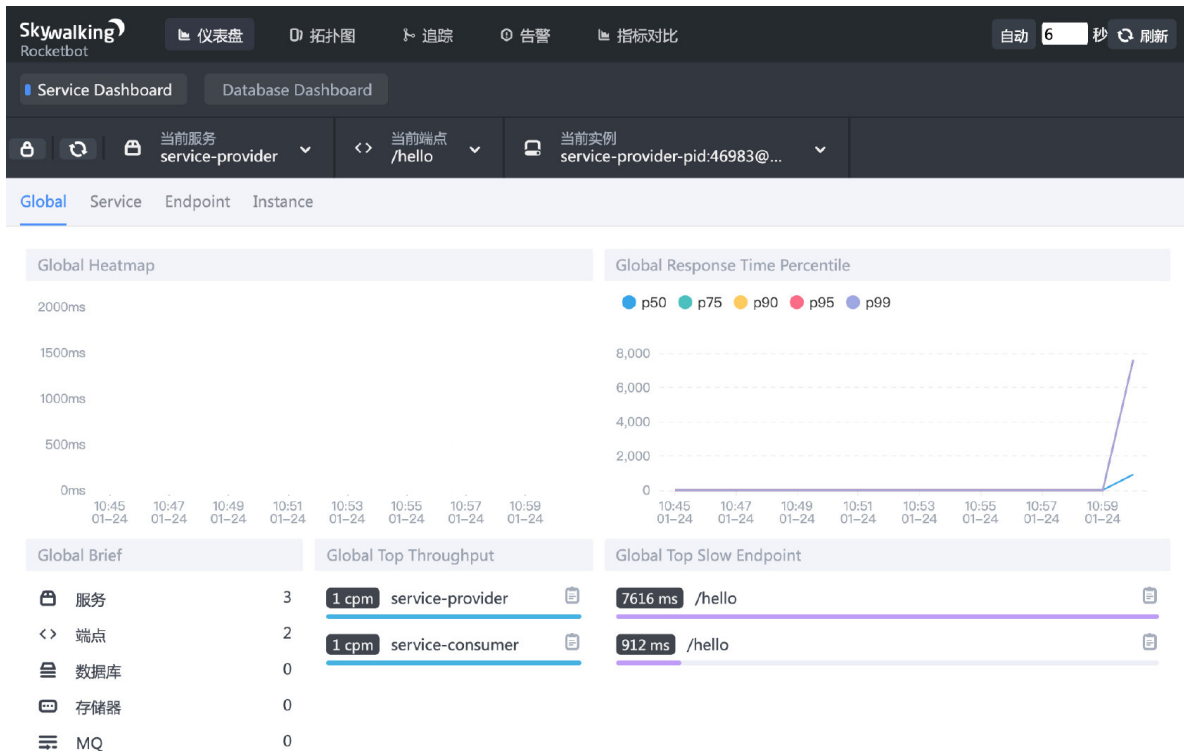 Skywalking
Rocketbot
仪表盘
拓扑图
追踪
告警
指标对比
自动 6 秒 刷新
Service Dashboard
Database Dashboard
当前服务
service-provider
当前端点
/hello
当前实例
service-provider-pid:46983@...
Global Service Endpoint Instance
Global Heatmap
2000ms
1500ms
1000ms
500ms
0ms
10:45 10:47 10:49 10:51 10:53 10:55 10:57 10:59
01-24 01-24 01-24 01-24 01-24 01-24 01-24 01-24
Global Response Time Percentile
p50 p75 p90 p95 p99
8,000
6,000
4,000
2,000
0
10:45 10:47 10:49 10:51 10:53 10:55 10:57 10:59
01-24 01-24 01-24 01-24 01-24 01-24 01-24 01-24
Global Brief
服务 3
端点 2
数据库 0
存储器 0
MQ 0
Global Top Throughput
1 cpm service-provider
1 cpm service-consumer
Global Top Slow Endpoint
7616 ms /hello
912 ms /hello